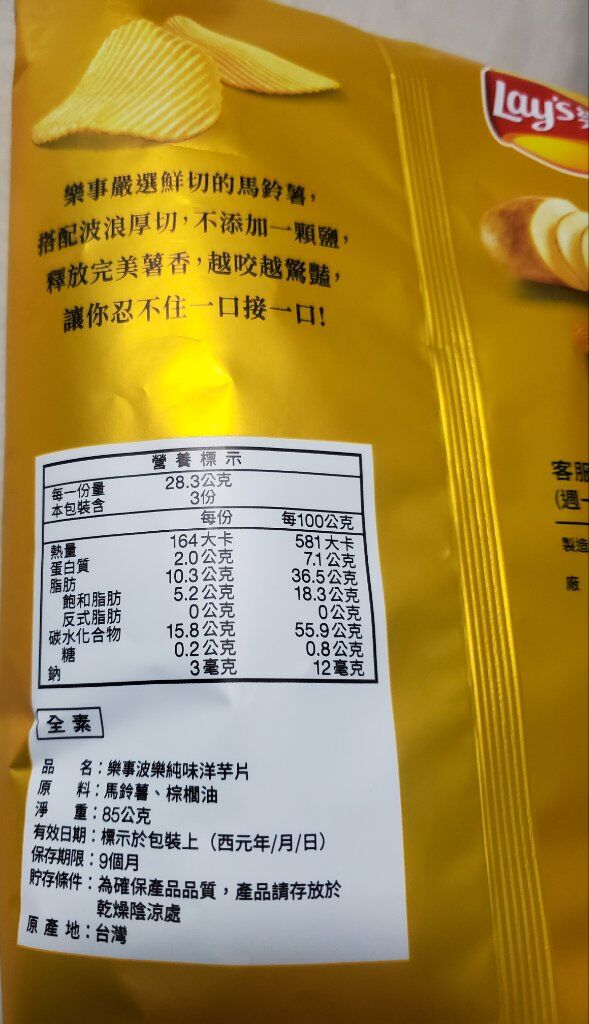 Lay's
樂事嚴選鮮切的馬鈴薯,
搭配波浪厚切,不添加一顆鹽,
釋放完美薯香,越咬越驚豔,
讓你忍不住一口接一口!
營養標示
每一份量 28.3公克
本包裝含 3份
每份 每100公克
熱量 164大卡 581大卡
蛋白質 2.0公克 7.1公克
脂肪 10.3公克 36.5公克
飽和脂肪 5.2公克 18.3公克
反式脂肪 0公克 0公克
碳水化合物 15.8公克 55.9公克
糖 0.2公克 0.8公克
鈉 3毫克 12毫克
全素
品 名：樂事波樂純味洋芋片
原 料：馬鈴薯、棕櫚油
淨 重：85公克
有效日期：標示於包裝上（西元年/月/日）
保存期限：9個月
貯存條件：為確保產品品質，產品請存放於
乾燥陰涼處
原產地：台灣
客服
(週一
製造
廠